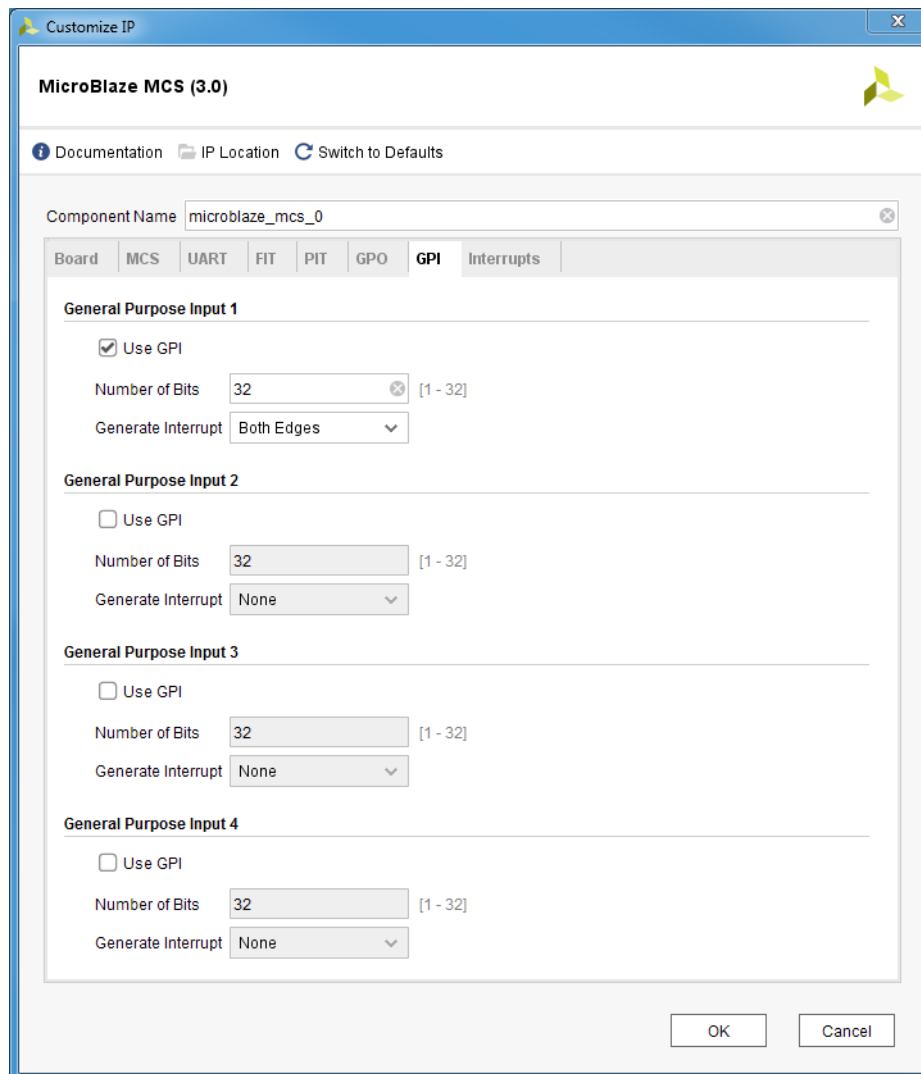 Customize IP
MicroBlaze MCS (3.0)
Documentation IP Location Switch to Defaults
Component Name microblaze_mcs_0
Board MCS UART FIT PIT GPO GPI Interrupts
General Purpose Input 1
Use GPI
Number of Bits 32 [1 - 32]
Generate Interrupt Both Edges
General Purpose Input 2
Use GPI
Number of Bits 32 [1 - 32]
Generate Interrupt None
General Purpose Input 3
Use GPI
Number of Bits 32 [1 - 32]
Generate Interrupt None
General Purpose Input 4
Use GPI
Number of Bits 32 [1 - 32]
Generate Interrupt None
OK Cancel